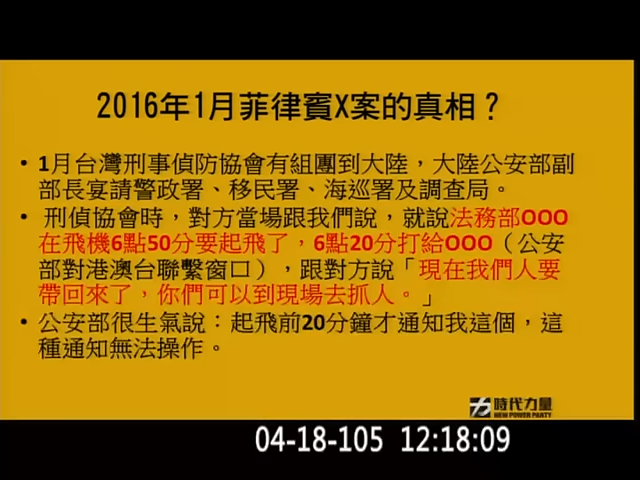 2016年1月菲律賓X案的真相？
• 1月台灣刑事偵防協會有組團到大陸，大陸公安部副
部長宴請警政署、移民署、海巡署及調查局。
• 刑偵協會時，對方當場跟我們說，就說法務部OOO
在飛機6點50分要起飛了，6點20分打給OOO（公安
部對港澳台聯繫窗口），跟對方說「現在我們人要
帶回來了，你們可以到現場去抓人。」
• 公安部很生氣說：起飛前20分鐘才通知我這個，這
種通知無法操作。
時代力量
NEW POWER PARTY
04-18-105 12:18:09